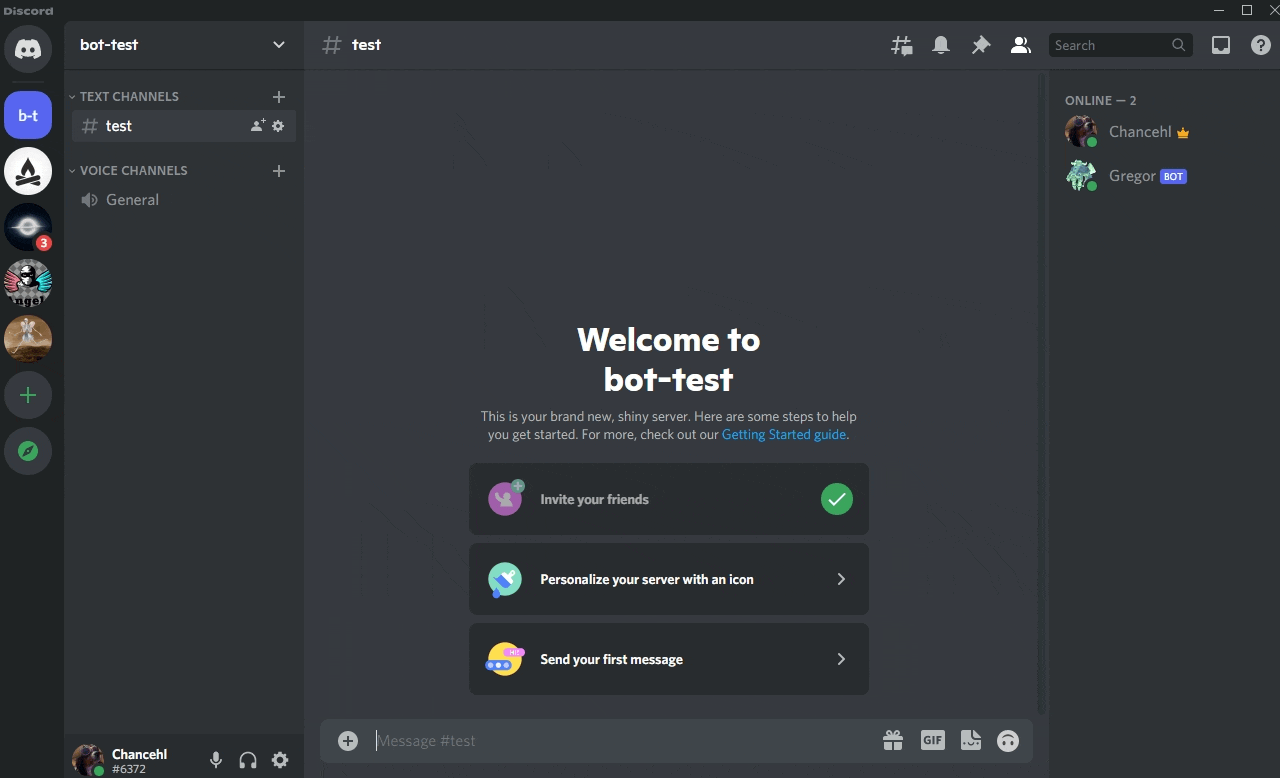 Discord
bot-test
test
Search
b-t
TEXT CHANNELS
test
VOICE CHANNELS
General
3
ONLINE — 2
Chancehl
Gregor BOT
Welcome to
bot-test
This is your brand new, shiny server. Here are some steps to help
you get started. For more, check out our Getting Started guide.
Invite your friends
Personalize your server with an icon
HI!
Send your first message
Message #test
GIF
Chancehl
#6372